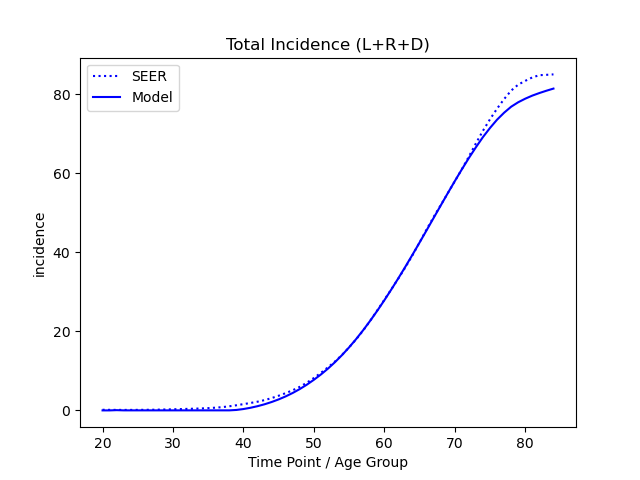 Total Incidence (L+R+D)
SEER
Model
80
60
40
20
0
incidence
20 30 40 50 60 70 80
Time Point / Age Group